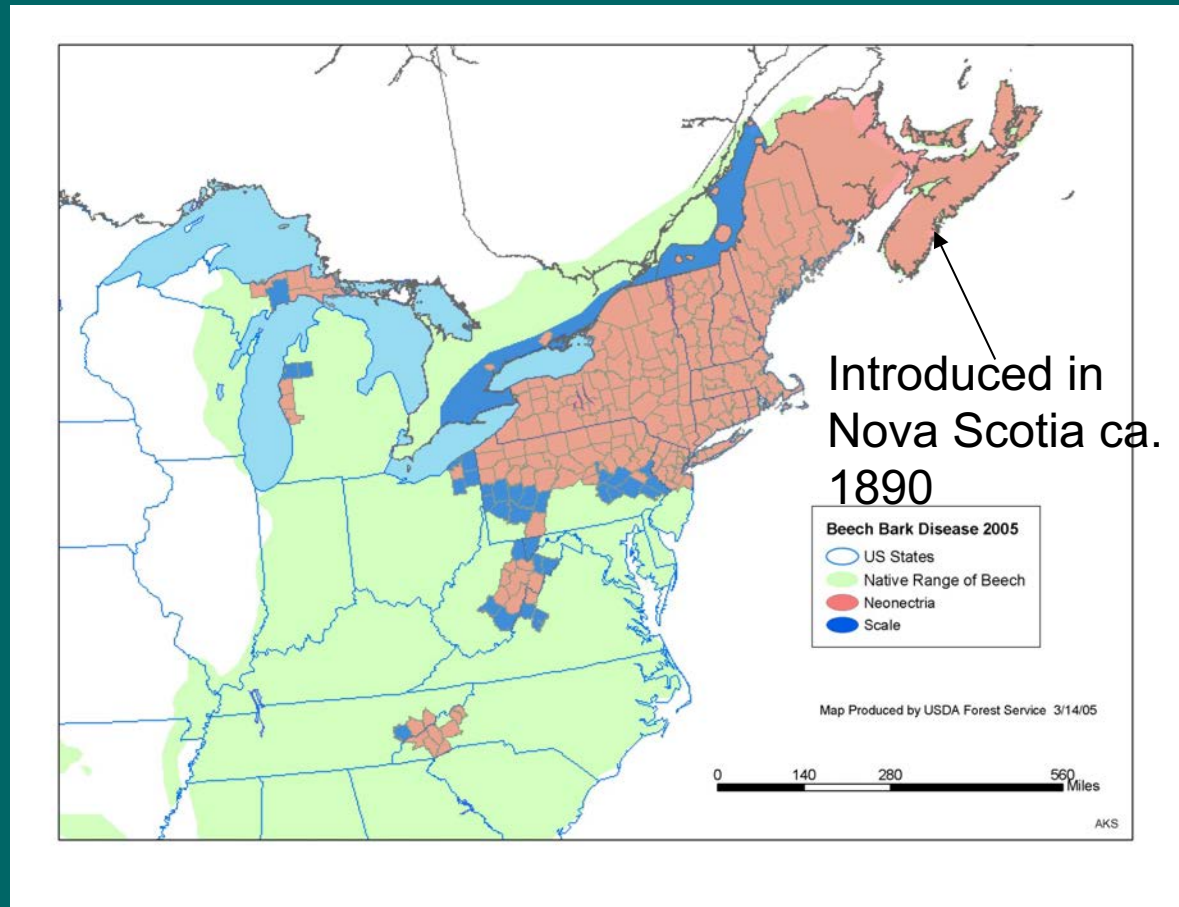 Introduced in
Nova Scotia ca.
1890
Beech Bark Disease 2005
US States
Native Range of Beech
Neonectria
Scale
Map Produced by USDA Forest Service 3/14/05
0 140 280 560
Miles
AKS